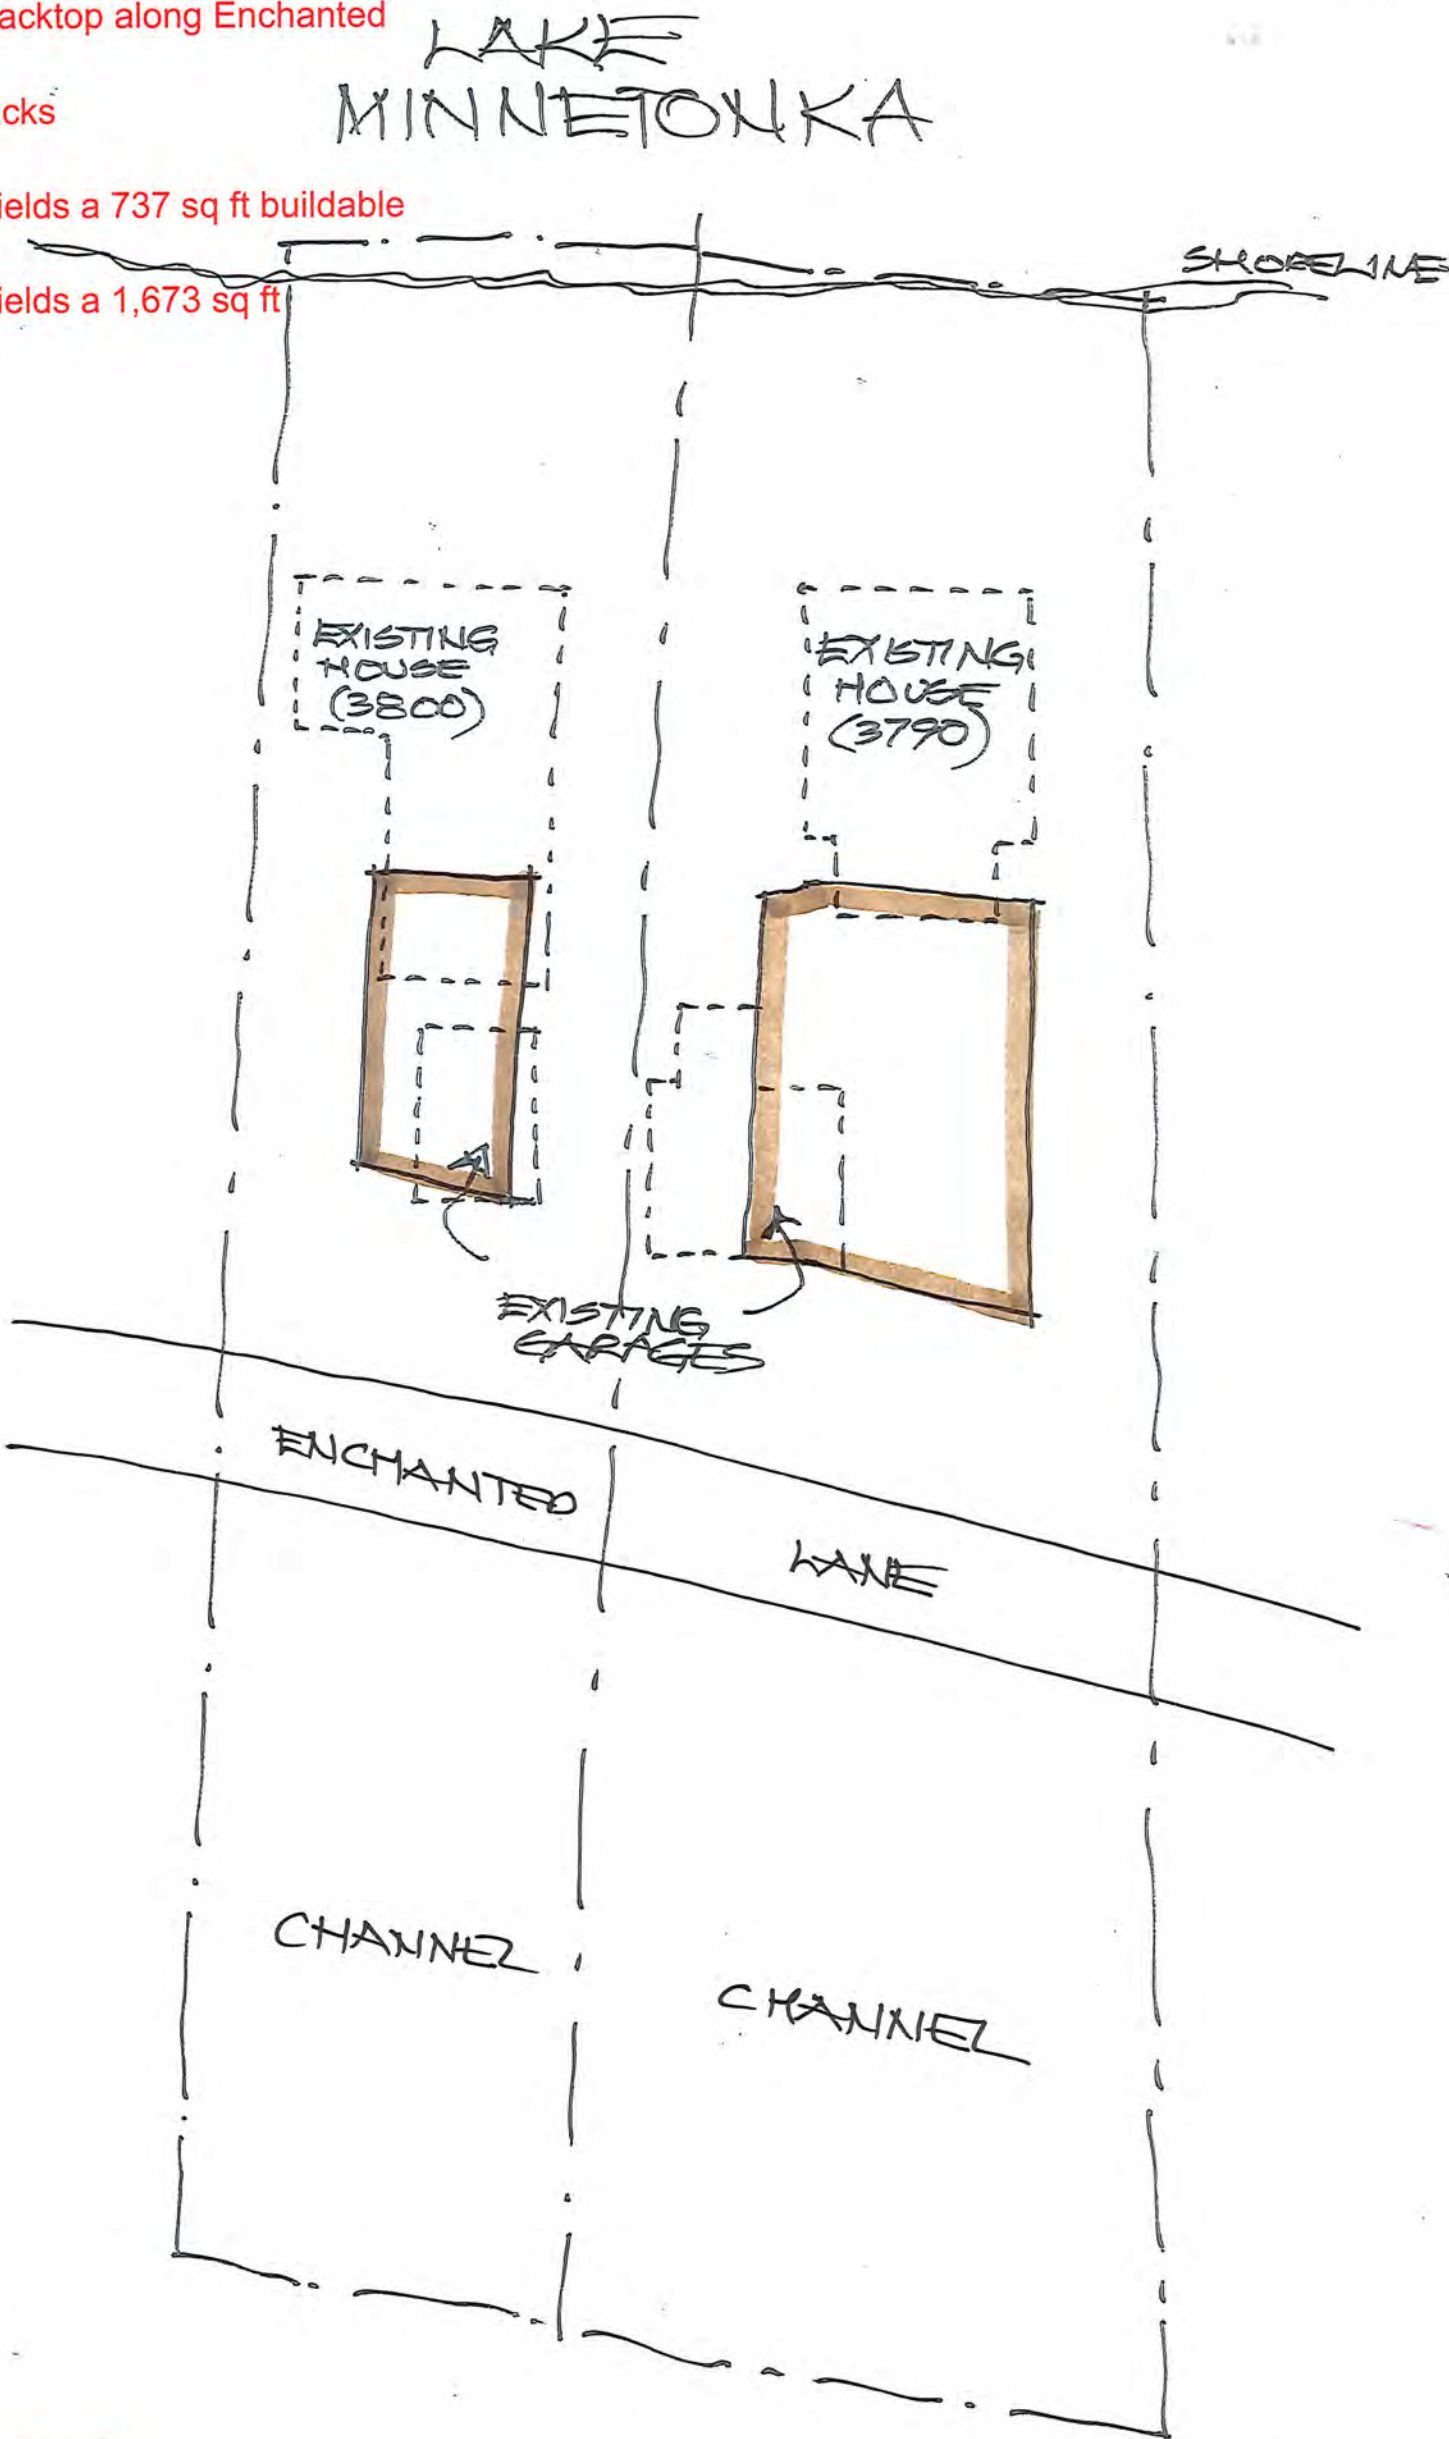 acktop along Enchanted
LAKE
MINNETONKA
cks
ields a 737 sq ft buildable
SHORELINE
ields a 1,673 sq ft
EXISTING
HOUSE
(3800)
EXISTING
HOUSE
(3790)
EXISTING
GARAGES
ENCHANTED
LANE
CHANNEL
CHANNEL